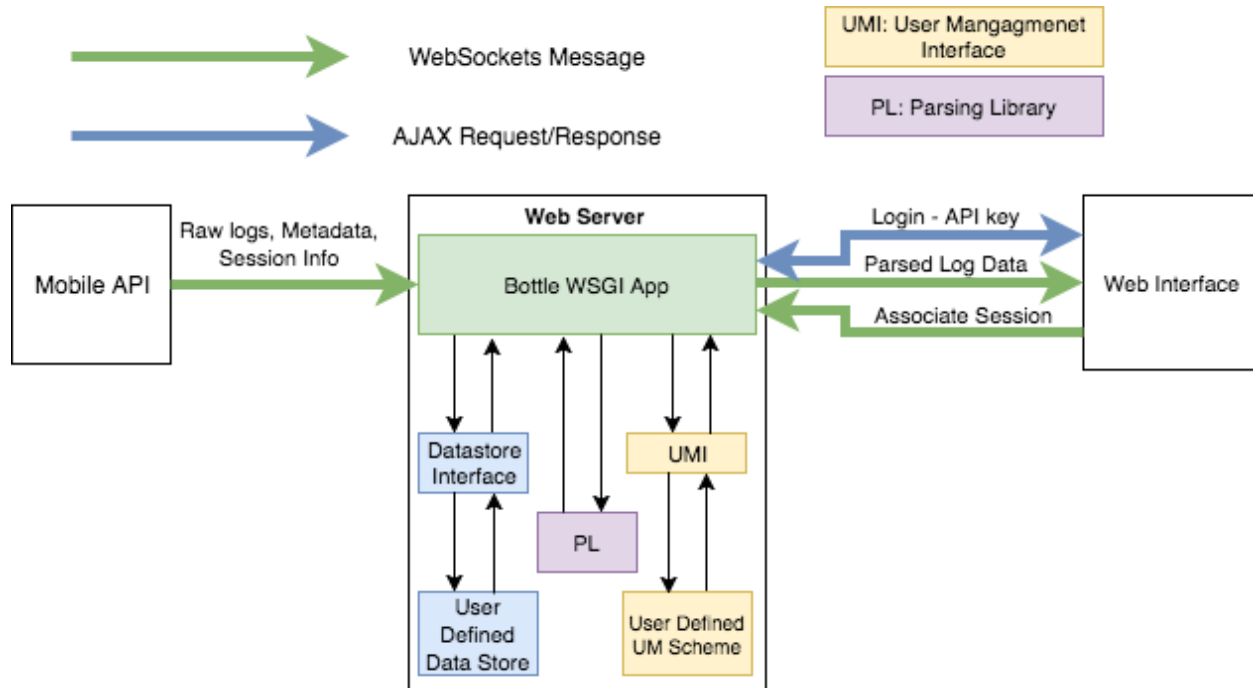 WebSockets Message
AJAX Request/Response
UMI: User Mangagmenet
Interface
PL: Parsing Library
Mobile API
Raw logs, Metadata,
Session Info
Web Server
Bottle WSGI App
Login - API key
Parsed Log Data
Associate Session
Web Interface
Datastore
Interface
PL
UMI
User
Defined
Data Store
User Defined
UM Scheme